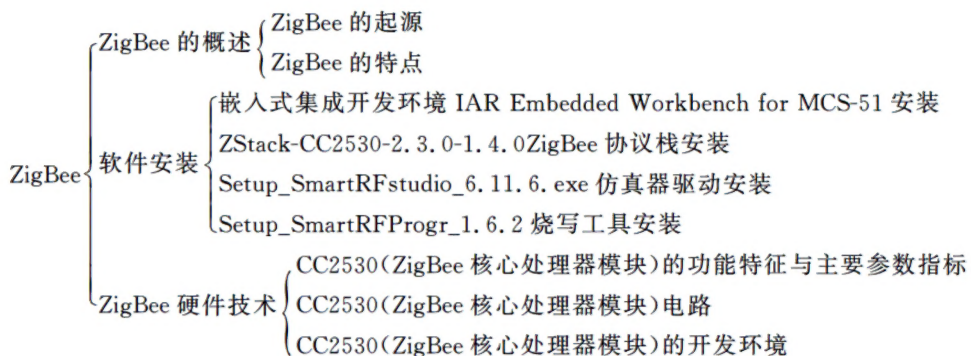 ZigBee
ZigBee 的概述
ZigBee 的起源
ZigBee 的特点
软件安装
嵌入式集成开发环境 IAR Embedded Workbench for MCS-51 安装
ZStack-CC2530-2.3.0-1.4.0ZigBee 协议栈安装
Setup_SmartRFstudio_6.11.6.exe 仿真器驱动安装
Setup_SmartRFProgr_1.6.2 烧写工具安装
ZigBee 硬件技术
CC2530(ZigBee 核心处理器模块)的功能特征与主要参数指标
CC2530(ZigBee 核心处理器模块)电路
CC2530(ZigBee 核心处理器模块)的开发环境